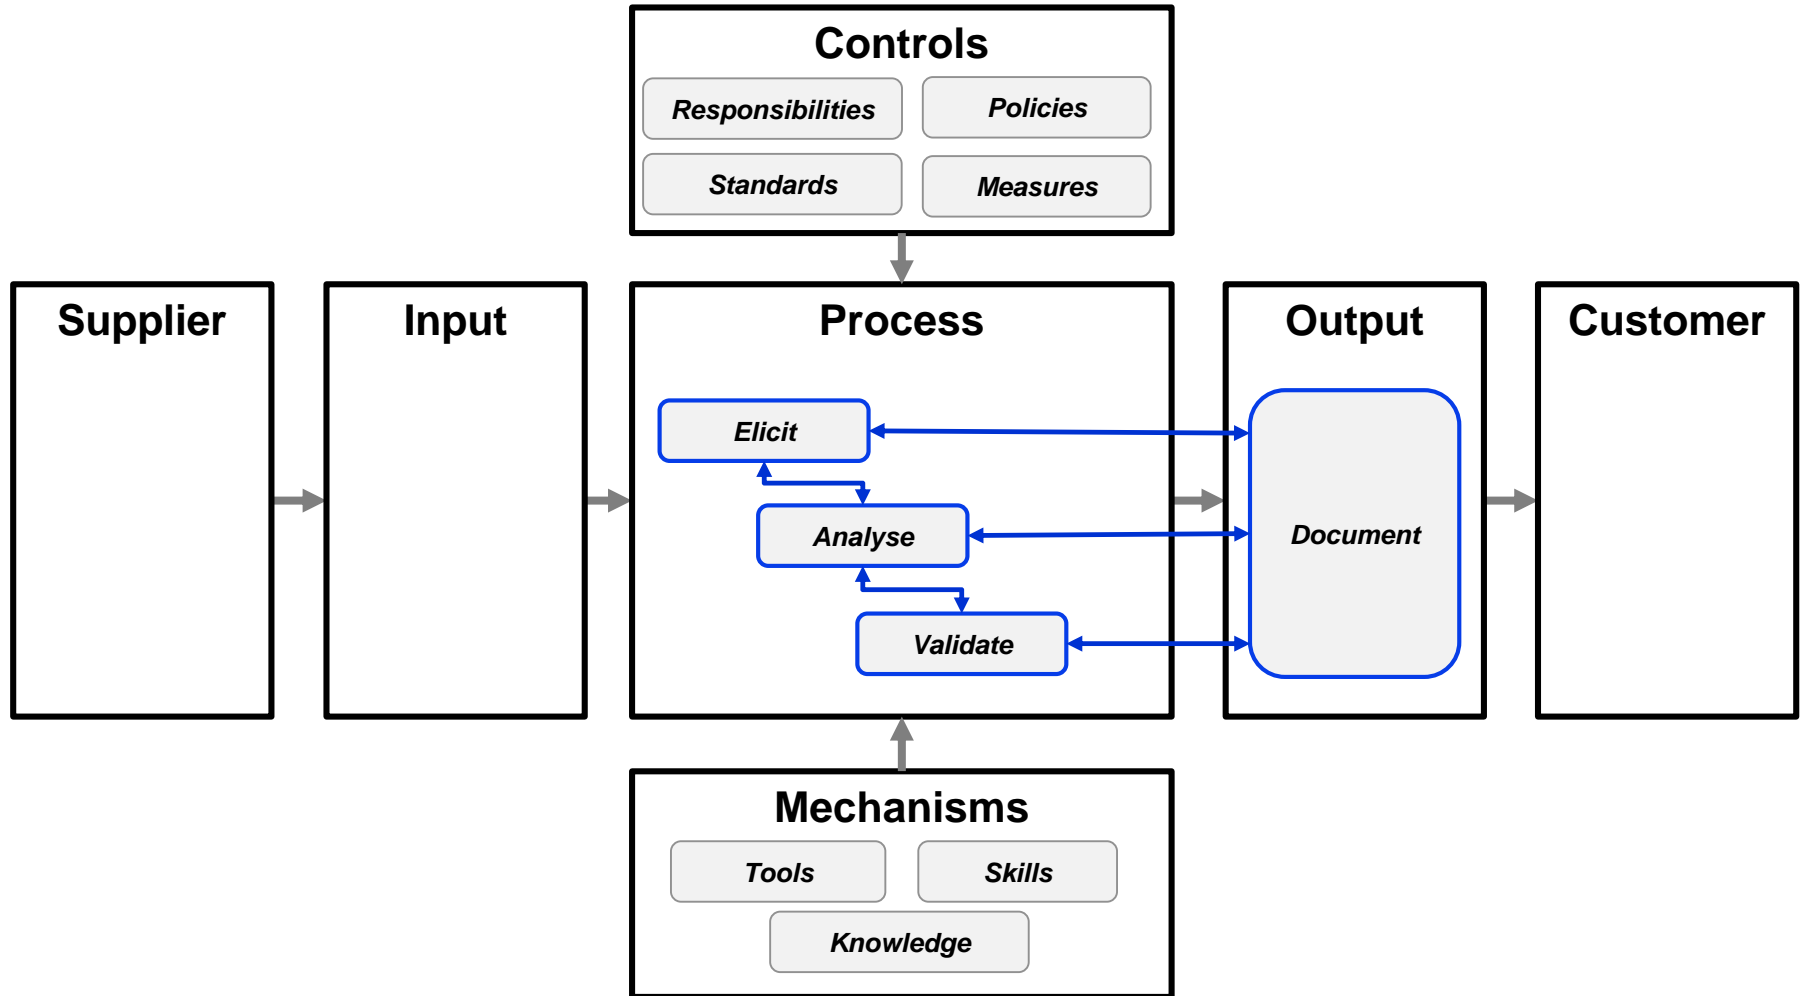 Controls
Responsibilities
Policies
Standards
Measures
Supplier
Input
Process
Output
Customer
Elicit
Analyse
Validate
Document
Mechanisms
Tools
Skills
Knowledge